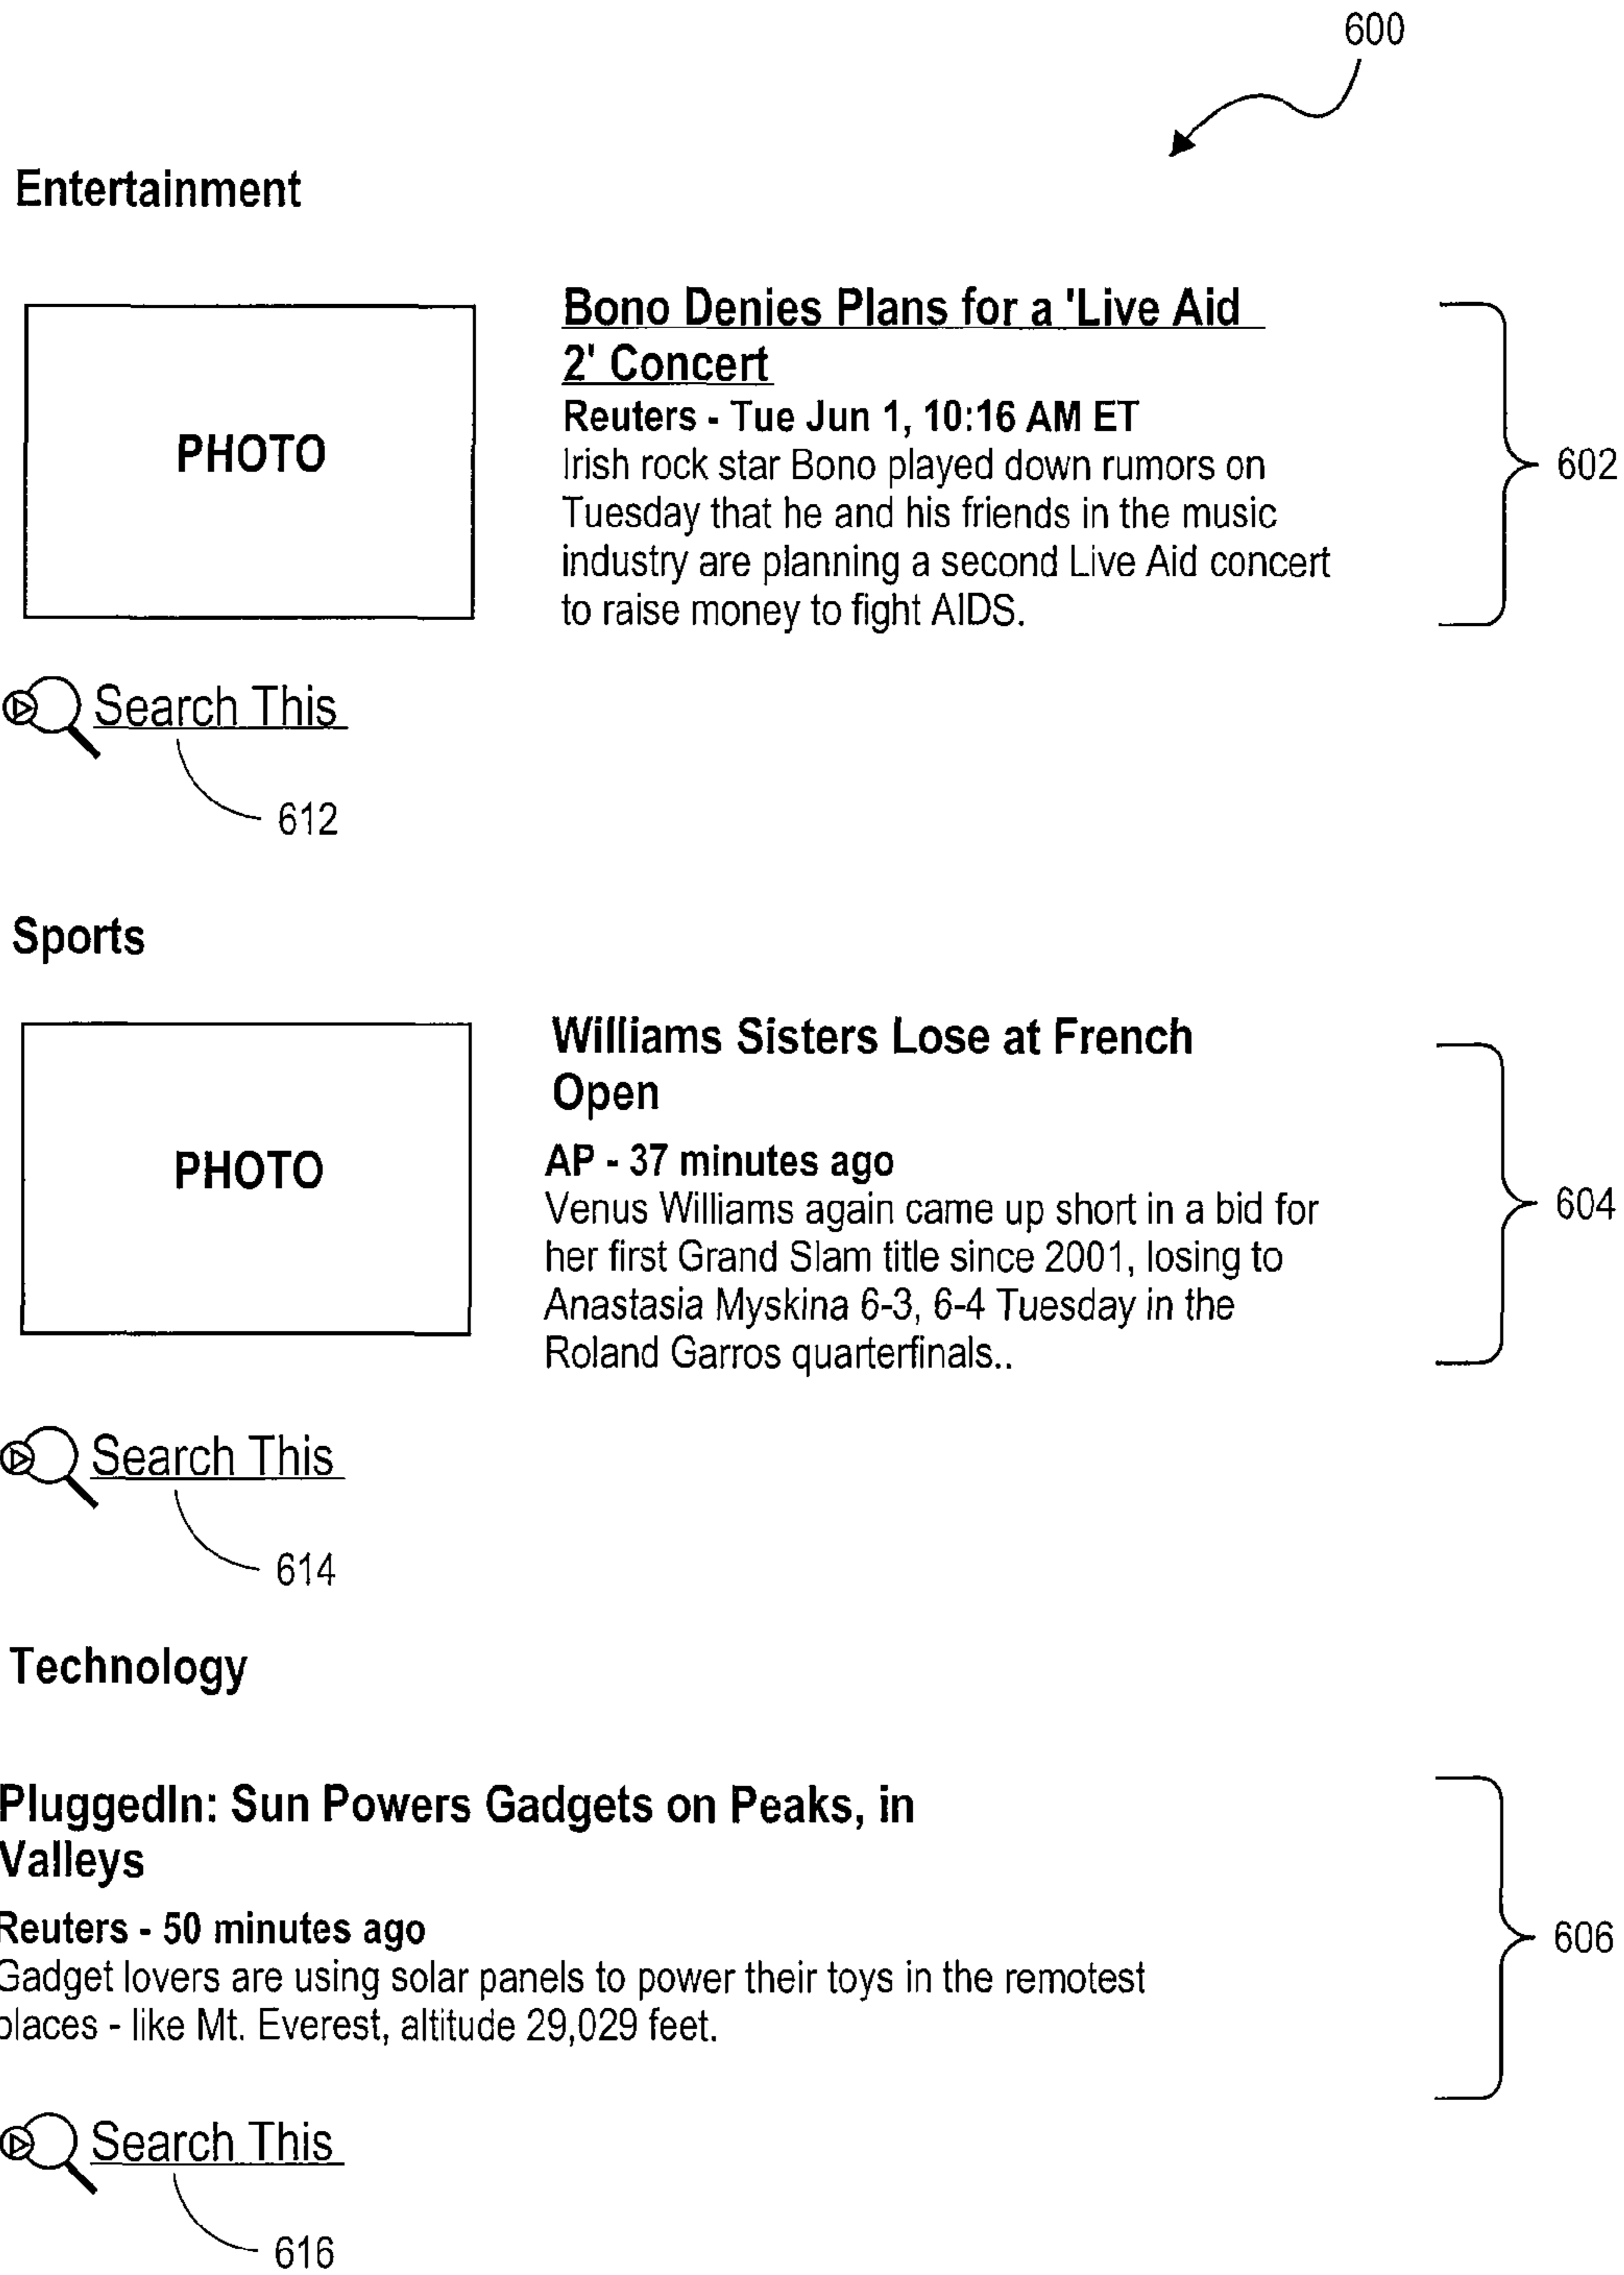 600
Entertainment
PHOTO
Bono Denies Plans for a 'Live Aid
2' Concert
Reuters - Tue Jun 1, 10:16 AM ET
Irish rock star Bono played down rumors on
Tuesday that he and his friends in the music
industry are planning a second Live Aid concert
to raise money to fight AIDS.
602
Search This
612
Sports
PHOTO
Williams Sisters Lose at French
Open
AP - 37 minutes ago
Venus Williams again came up short in a bid for
her first Grand Slam title since 2001, losing to
Anastasia Myskina 6-3, 6-4 Tuesday in the
Roland Garros quarterfinals..
604
Search This
614
Technology
PluggedIn: Sun Powers Gadgets on Peaks, in
Valleys
Reuters - 50 minutes ago
Gadget lovers are using solar panels to power their toys in the remotest
places - like Mt. Everest, altitude 29,029 feet.
606
Search This
616